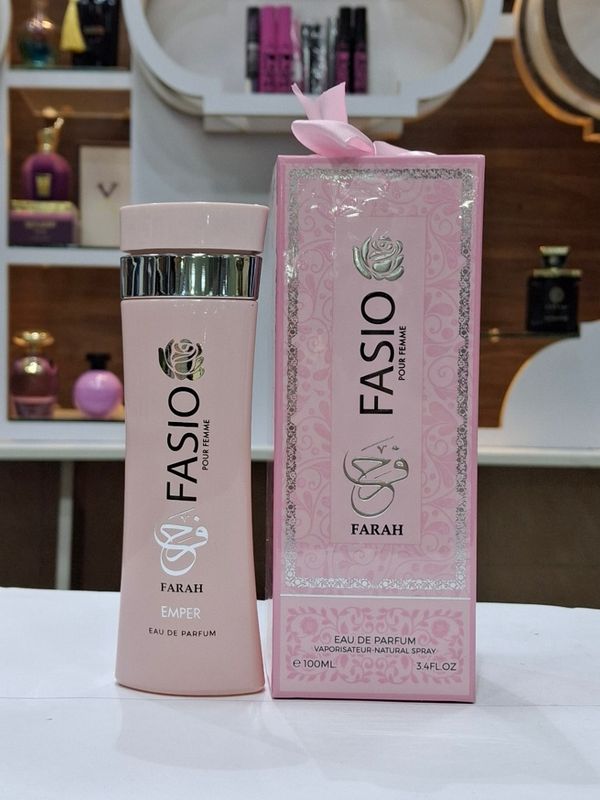 FASIO
POUR FEMME
فرح
FARAH
EMPER
EAU DE PARFUM
FASIO
POUR FEMME
فرح
FARAH
EAU DE PARFUM
VAPORISATEUR-NATURAL SPRAY
℮ 100ML
3.4FL.OZ
V